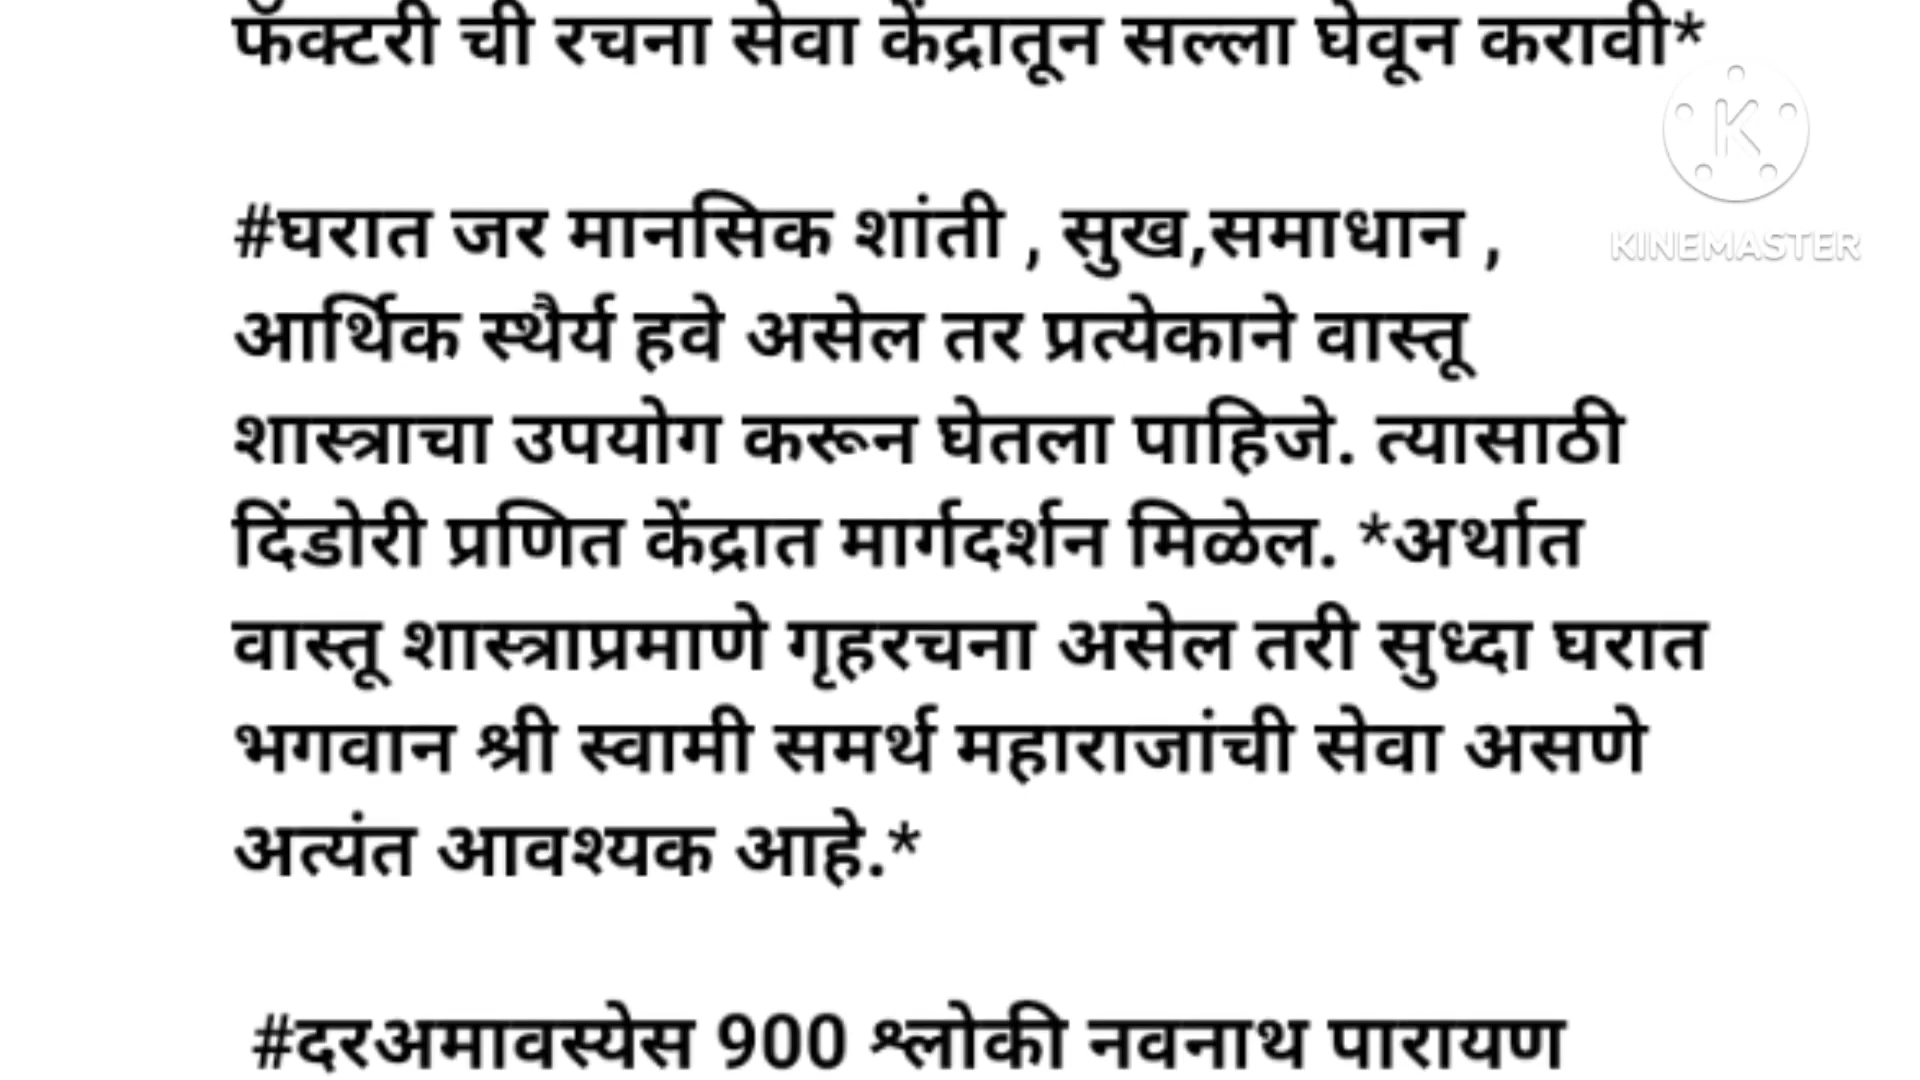 फॅक्टरी ची रचना सेवा केंद्रातून सल्ला घेवून करावी*
#घरात जर मानसिक शांती , सुख,समाधान ,
आर्थिक स्थैर्य हवे असेल तर प्रत्येकाने वास्तू
शास्त्राचा उपयोग करून घेतला पाहिजे. त्यासाठी
दिंडोरी प्रणित केंद्रात मार्गदर्शन मिळेल. *अर्थात
वास्तू शास्त्राप्रमाणे गृहरचना असेल तरी सुध्दा घरात
भगवान श्री स्वामी समर्थ महाराजांची सेवा असणे
अत्यंत आवश्यक आहे.*
#दरअमावस्येस 900 श्लोकी नवनाथ पारायण
K
KINEMASTER